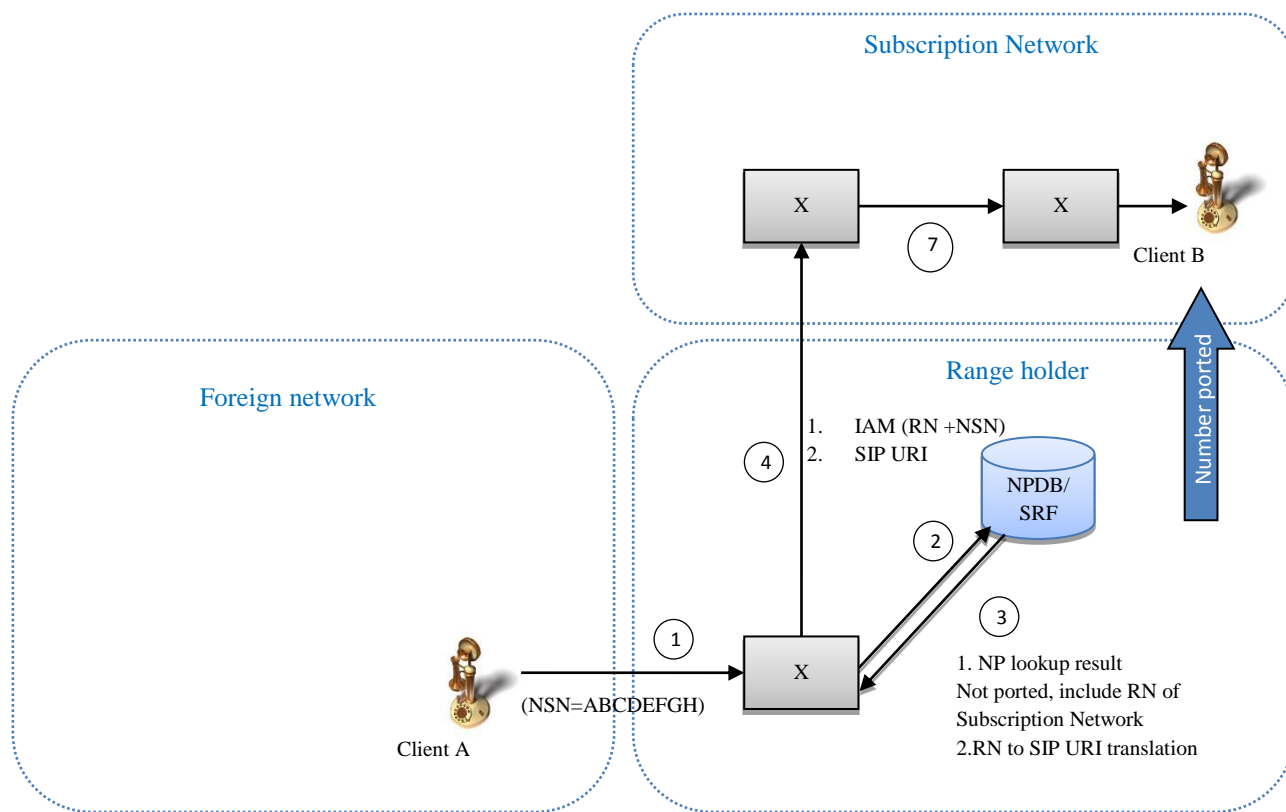 Subscription Network
X
X
7
Client B
Number ported
Range holder
Foreign network
1. IAM (RN +NSN)
2. SIP URI
4
NPDB/
SRF
2
3
1
X
(NSN=ABCDEFGH)
Client A
1. NP lookup result
Not ported, include RN of
Subscription Network
2.RN to SIP URI translation